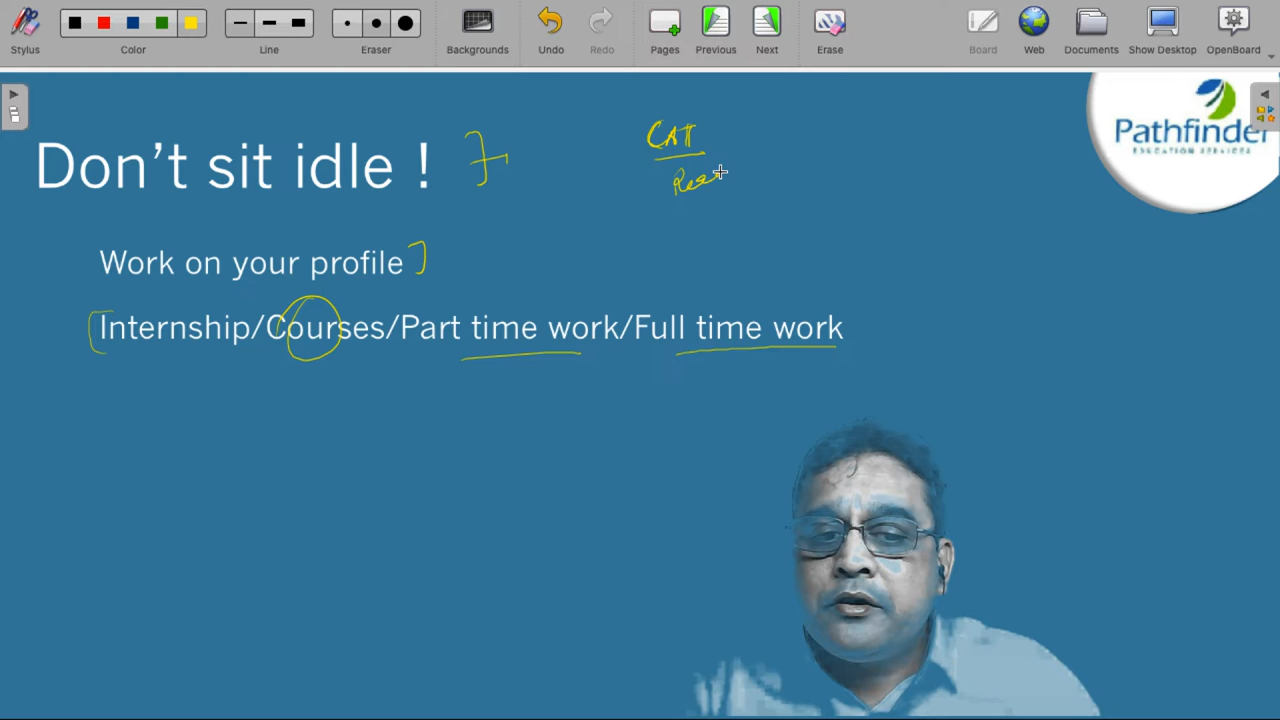 Stylus Color Line Eraser Backgrounds Undo Redo Pages Previous Next Erase Board Web Documents Show Desktop OpenBoard
Pathfinder
EDUCATION SERVICES
CAT
Don't sit idle !
Work on your profile
Internship/Courses/Part time work/Full time work